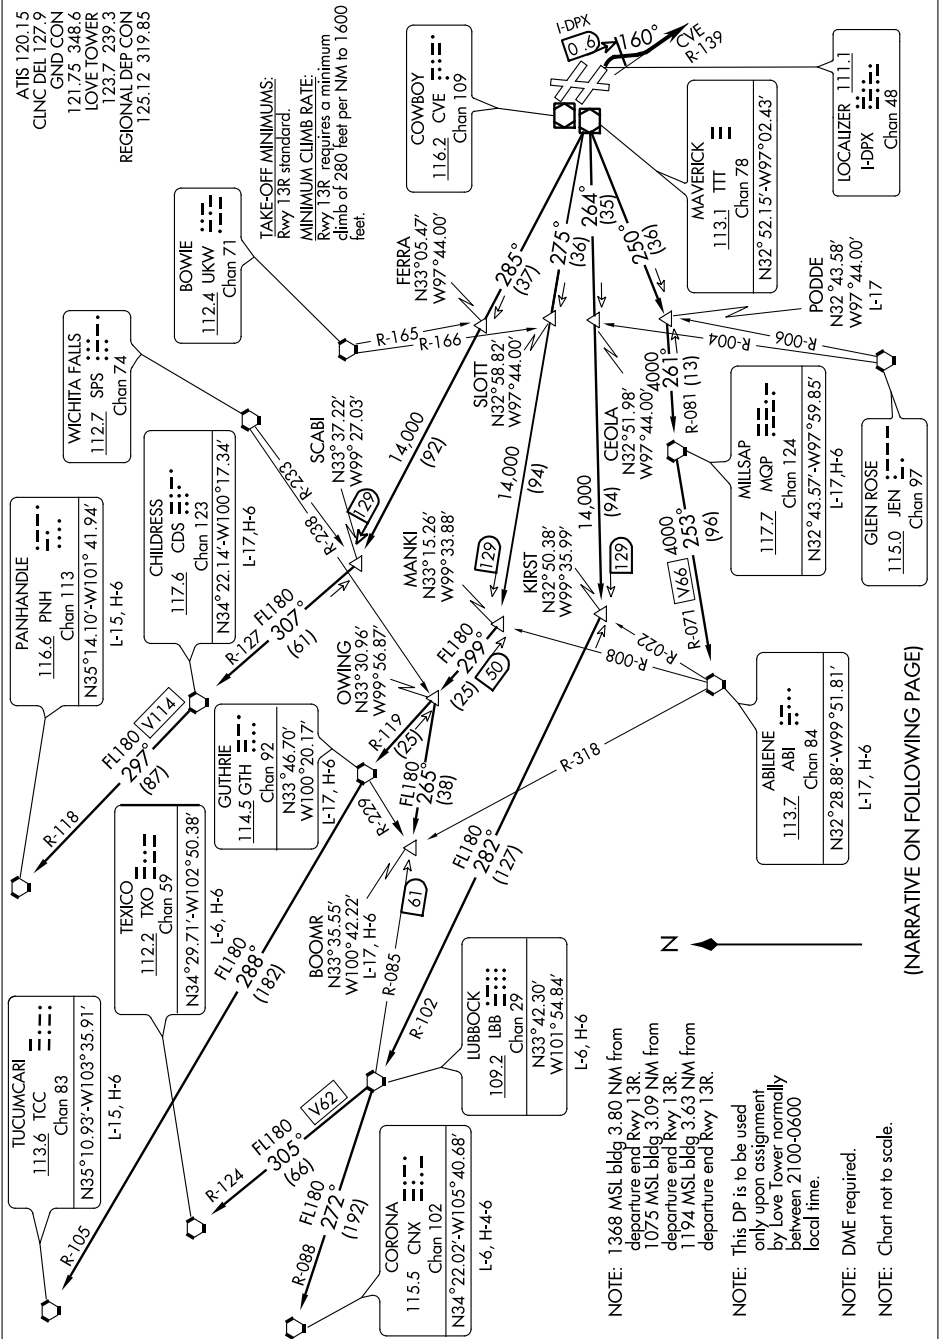 ATIS 120.15
CLNC DEL 127.9
GND CON
121.75 348.6
LOVE TOWER
123.7 239.3
REGIONAL DEP CON
125.12 319.85
TAKE-OFF MINIMUMS:
Rwy 13R standard.
MINIMUM CLIMB RATE:
Rwy 13R requires a minimum
climb of 280 feet per NM to 1600
feet.
I-DPX
0.6
160°
CVE
R-139
COWBOY
116.2 CVE
Chan 109
MAVERICK
113.1 TTT
Chan 78
N32°52.15'-W97°02.43'
LOCALIZER 111.1
I-DPX
Chan 48
BOWIE
112.4 UKW
Chan 71
R-165
R-166
FERRA
N33°05.47'
W97°44.00'
285°
(37)
275°
(36)
264°
(35)
250°
(36)
SLOTT
N32°58.82'
W97°44.00'
CEOLA
N32°51.98'
W97°44.00'
PODDE
N32°43.58'
W97°44.00'
L-17
R-004
R-006
GLEN ROSE
115.0 JEN
Chan 97
4000
261°
(13)
R-081
MILLSAP
117.7 MQP
Chan 124
N32°43.57'-W97°59.85'
L-17,H-6
4000
253°
(96)
V66
R-071
WICHITA FALLS
112.7 SPS
Chan 74
R-233
R-238
SCABI
N33°37.22'
W99°27.03'
14,000
(92)
129
14,000
(94)
129
14,000
(94)
129
MANKI
N33°15.26'
W99°33.88'
KIRST
N32°50.38'
W99°35.99'
R-022
R-008
R-318
ABILENE
113.7 ABI
Chan 84
N32°28.88'-W99°51.81'
L-17, H-6
PANHANDLE
116.6 PNH
Chan 113
N35°14.10'-W101°41.94'
L-15, H-6
CHILDRESS
117.6 CDS
Chan 123
N34°22.14'-W100°17.34'
L-17,H-6
FL180
307°
(61)
R-127
FL180
V114
297°
(87)
R-118
OWING
N33°30.96'
W99°56.87'
FL180
299°
(25)
50
R-119
(25)
GUTHRIE
114.5 GTH
Chan 92
N33°46.70'
W100°20.17'
L-17, H-6
FL180
265°
(38)
R-229
BOOMR
N33°35.55'
W100°42.22'
L-17, H-6
61
R-085
FL180
282°
(127)
R-102
TEXICO
112.2 TXO
Chan 59
N34°29.71'-W102°50.38'
L-6, H-6
FL180
288°
(182)
R-105
TUCUMCARI
113.6 TCC
Chan 83
N35°10.93'-W103°35.91'
L-15, H-6
LUBBOCK
109.2 LBB
Chan 29
N33°42.30'
W101°54.84'
L-6, H-6
FL180
305°
(66)
V62
R-124
FL180
272°
(192)
R-088
CORONA
115.5 CNX
Chan 102
N34°22.02'-W105°40.68'
L-6, H-4-6
N
NOTE: 1368 MSL bldg 3.80 NM from
departure end Rwy 13R.
1075 MSL bldg 3.09 NM from
departure end Rwy 13R.
1194 MSL bldg 3.63 NM from
departure end Rwy 13R.
NOTE: This DP is to be used
only upon assignment
by Love Tower normally
between 2100-0600
local time.
NOTE: DME required.
NOTE: Chart not to scale.
(NARRATIVE ON FOLLOWING PAGE)